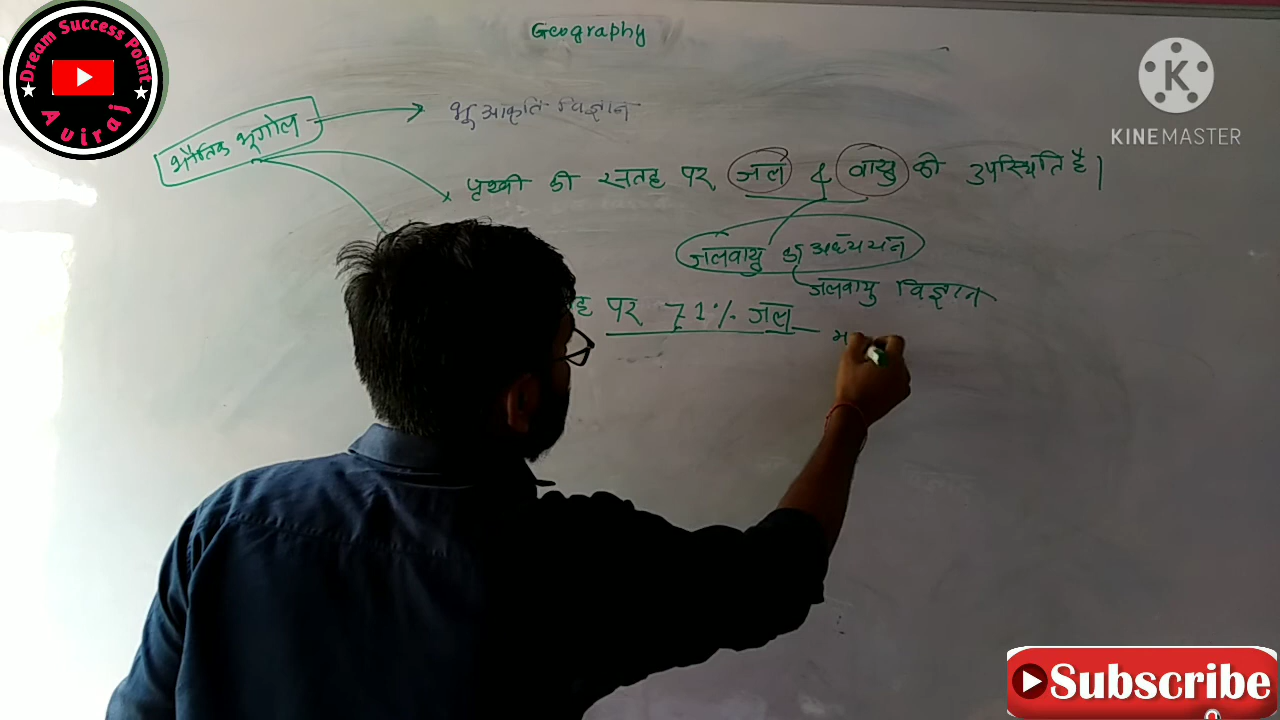 Dream Success Point
Aviraj
Geography
K
KINEMASTER
भौतिक भूगोल
भू आकृति विज्ञान
पृथ्वी की सतह पर जल & वायु की उपस्थिति है।
जलवायु का अध्ययन
जलवायु विज्ञान
ह पर 71% जल
म
Subscribe